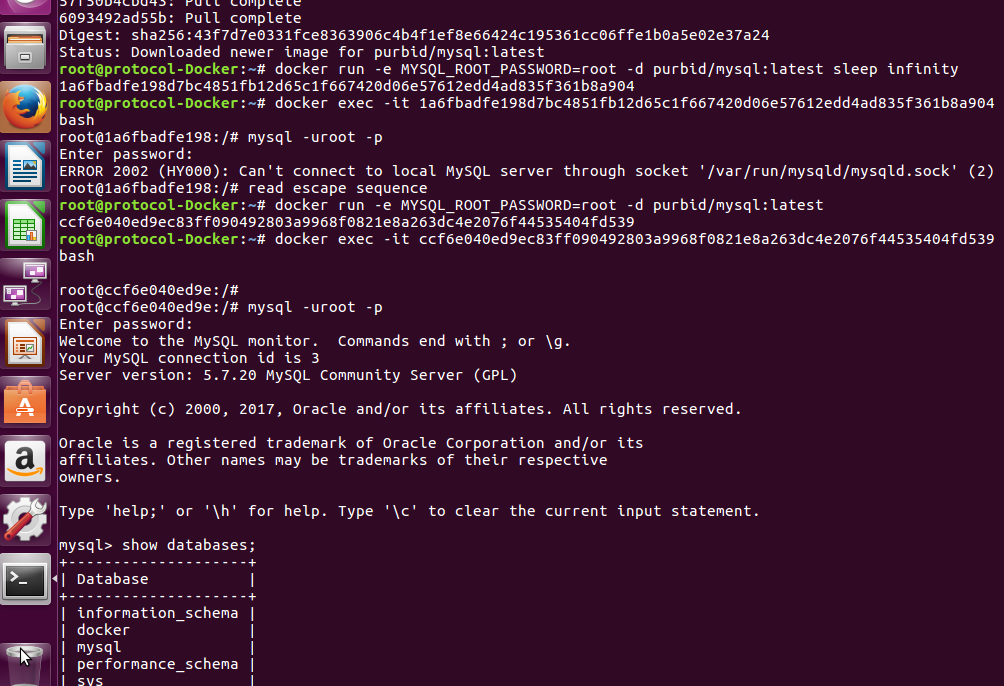 57f50b4cbd43: Pull complete
6093492ad55b: Pull complete
Digest: sha256:43f7d7e0331fce8363906c4b4f1ef8e66424c195361cc06ffe1b0a5e02e37a24
Status: Downloaded newer image for purbid/mysql:latest
root@protocol-Docker:~# docker run -e MYSQL_ROOT_PASSWORD=root -d purbid/mysql:latest sleep infinity
1a6fbadfe198d7bc4851fb12d65c1f667420d06e57612edd4ad835f361b8a904
root@protocol-Docker:~# docker exec -it 1a6fbadfe198d7bc4851fb12d65c1f667420d06e57612edd4ad835f361b8a904
bash
root@1a6fbadfe198:/# mysql -uroot -p
Enter password:
ERROR 2002 (HY000): Can't connect to local MySQL server through socket '/var/run/mysqld/mysqld.sock' (2)
root@1a6fbadfe198:/# read escape sequence
root@protocol-Docker:~# docker run -e MYSQL_ROOT_PASSWORD=root -d purbid/mysql:latest
ccf6e040ed9ec83ff090492803a9968f0821e8a263dc4e2076f44535404fd539
root@protocol-Docker:~# docker exec -it ccf6e040ed9ec83ff090492803a9968f0821e8a263dc4e2076f44535404fd539
bash
root@ccf6e040ed9e:/#
root@ccf6e040ed9e:/# mysql -uroot -p
Enter password:
Welcome to the MySQL monitor.  Commands end with ; or \g.
Your MySQL connection id is 3
Server version: 5.7.20 MySQL Community Server (GPL)
Copyright (c) 2000, 2017, Oracle and/or its affiliates. All rights reserved.
Oracle is a registered trademark of Oracle Corporation and/or its
affiliates. Other names may be trademarks of their respective
owners.
Type 'help;' or '\h' for help. Type '\c' to clear the current input statement.
mysql> show databases;
+--------------------+
| Database           |
+--------------------+
| information_schema |
| docker             |
| mysql              |
| performance_schema |
| sys                |